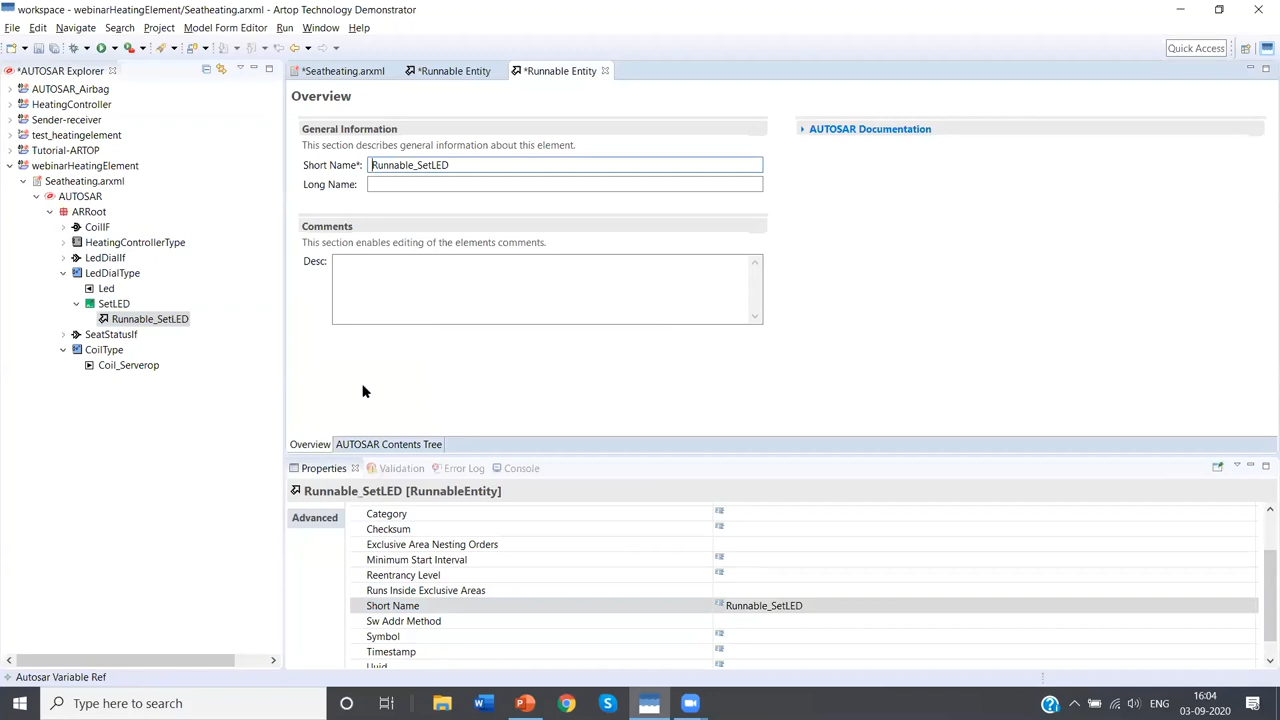 workspace - webinarHeatingElement/Seatheating.arxml - Artop Technology Demonstrator
File Edit Navigate Search Project Model Form Editor Run Window Help
Quick Access
*AUTOSAR Explorer
AUTOSAR_Airbag
HeatingController
Sender-receiver
test_heatingelement
Tutorial-ARTOP
webinarHeatingElement
Seatheating.arxml
AUTOSAR
ARRoot
CoilIF
HeatingControllerType
LedDialIf
LedDialType
Led
SetLED
Runnable_SetLED
SeatStatusIf
CoilType
Coil_Serverop
*Seatheating.arxml *Runnable Entity *Runnable Entity
Overview
General Information
This section describes general information about this element.
Short Name*: Runnable_SetLED
Long Name:
Comments
This section enables editing of the elements comments.
Desc:
AUTOSAR Documentation
Overview AUTOSAR Contents Tree
Properties Validation Error Log Console
Runnable_SetLED [RunnableEntity]
Advanced
Category
Checksum
Exclusive Area Nesting Orders
Minimum Start Interval
Reentrancy Level
Runs Inside Exclusive Areas
Short Name Runnable_SetLED
Sw Addr Method
Symbol
Timestamp
Uuid
Autosar Variable Ref
Type here to search
ENG
16:04
03-09-2020